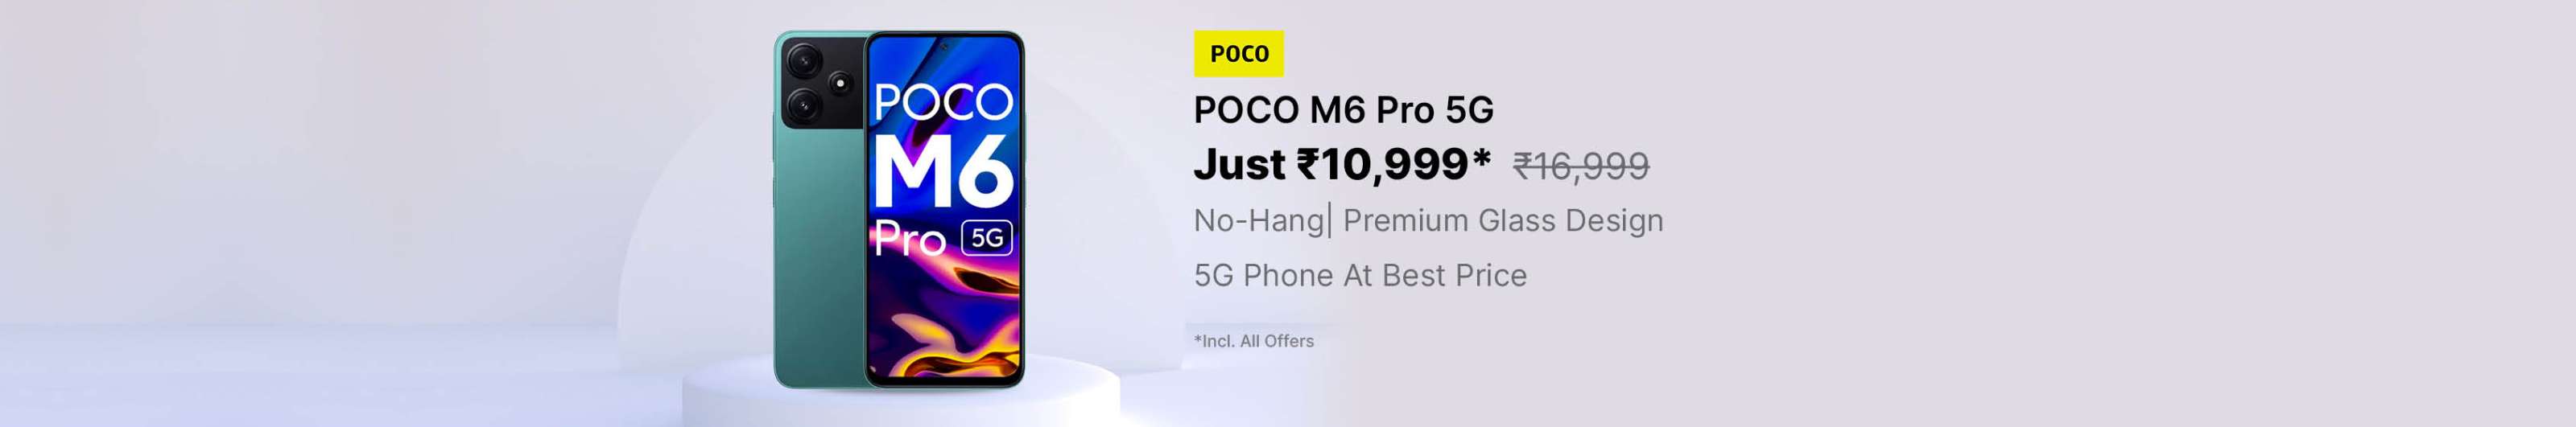 POCO
M6
Pro 5G
POCO
POCO M6 Pro 5G
Just ₹10,999* ₹16,999
No-Hang| Premium Glass Design
5G Phone At Best Price
*Incl. All Offers